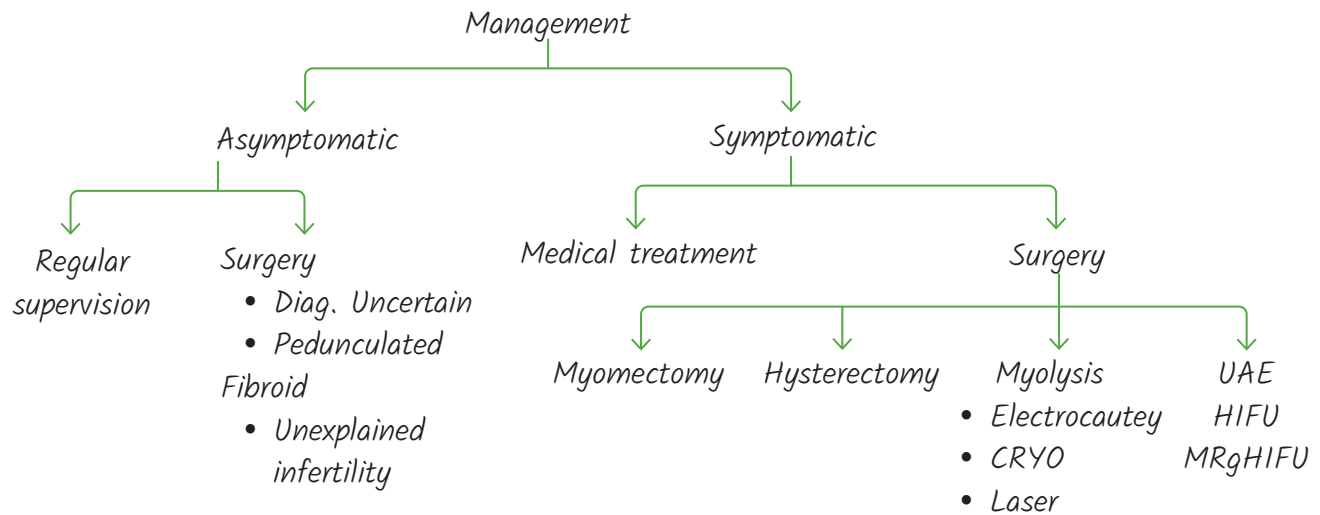 Management
Asymptomatic
Symptomatic
Regular
supervision
Surgery
• Diag. Uncertain
• Pedunculated
Fibroid
• Unexplained
infertility
Medical treatment
Surgery
Myomectomy
Hysterectomy
Myolysis
• Electrocautey
• CRYO
• Laser
UAE
HIFU
MRgHIFU